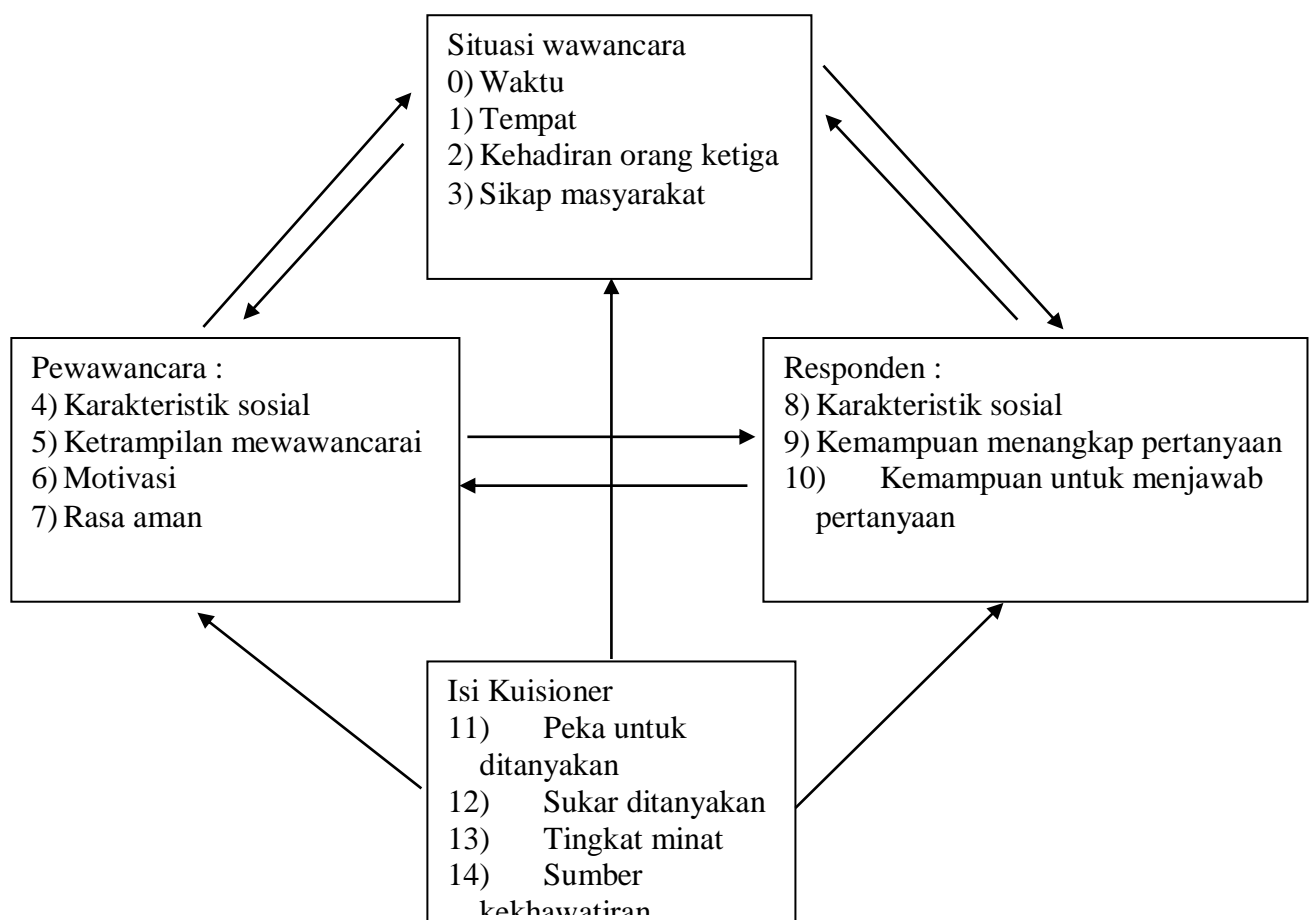 Situasi wawancara
0) Waktu
1) Tempat
2) Kehadiran orang ketiga
3) Sikap masyarakat
Pewawancara :
4) Karakteristik sosial
5) Ketrampilan mewawancarai
6) Motivasi
7) Rasa aman
Responden :
8) Karakteristik sosial
9) Kemampuan menangkap pertanyaan
10) Kemampuan untuk menjawab
pertanyaan
Isi Kuisioner
11) Peka untuk
ditanyakan
12) Sukar ditanyakan
13) Tingkat minat
14) Sumber
kekhawatiran